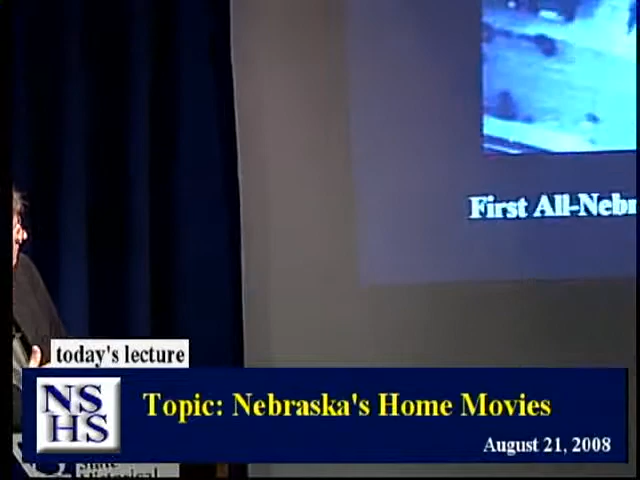 First All-Nebr
today's lecture
NS
HS
Topic: Nebraska's Home Movies
August 21, 2008